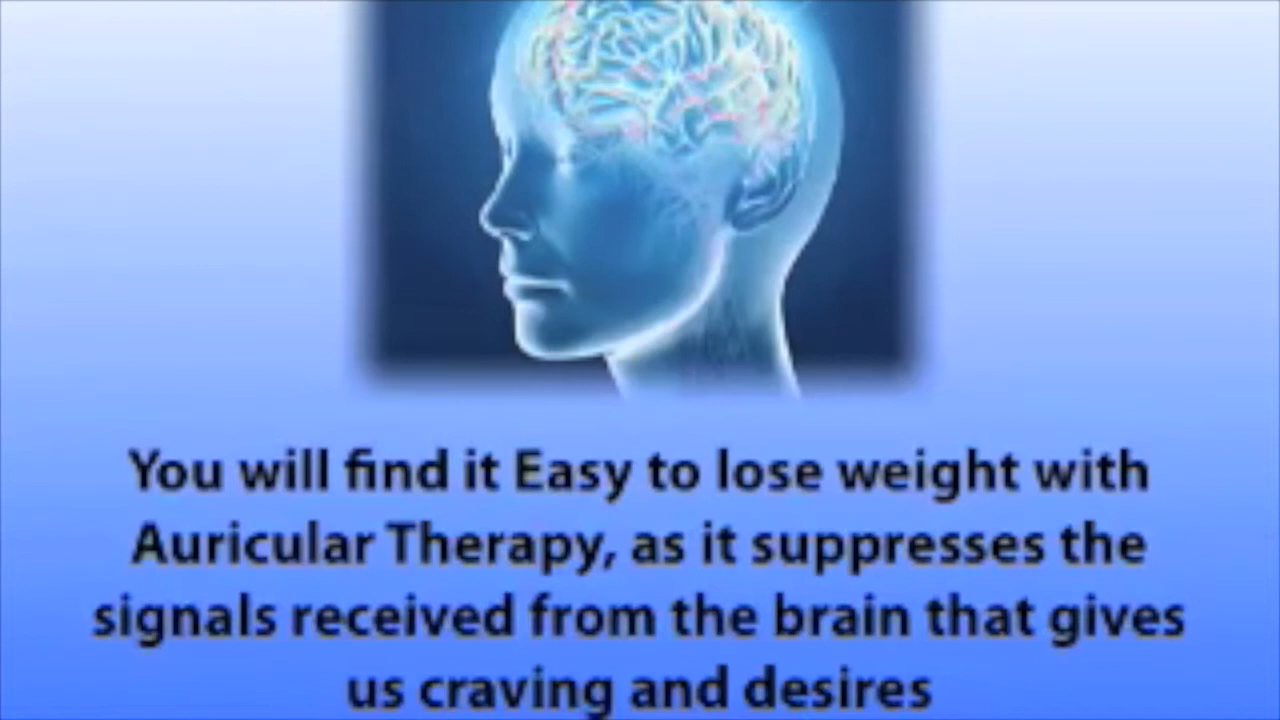 You will find it Easy to lose weight with
Auricular Therapy, as it suppresses the
signals received from the brain that gives
us craving and desires